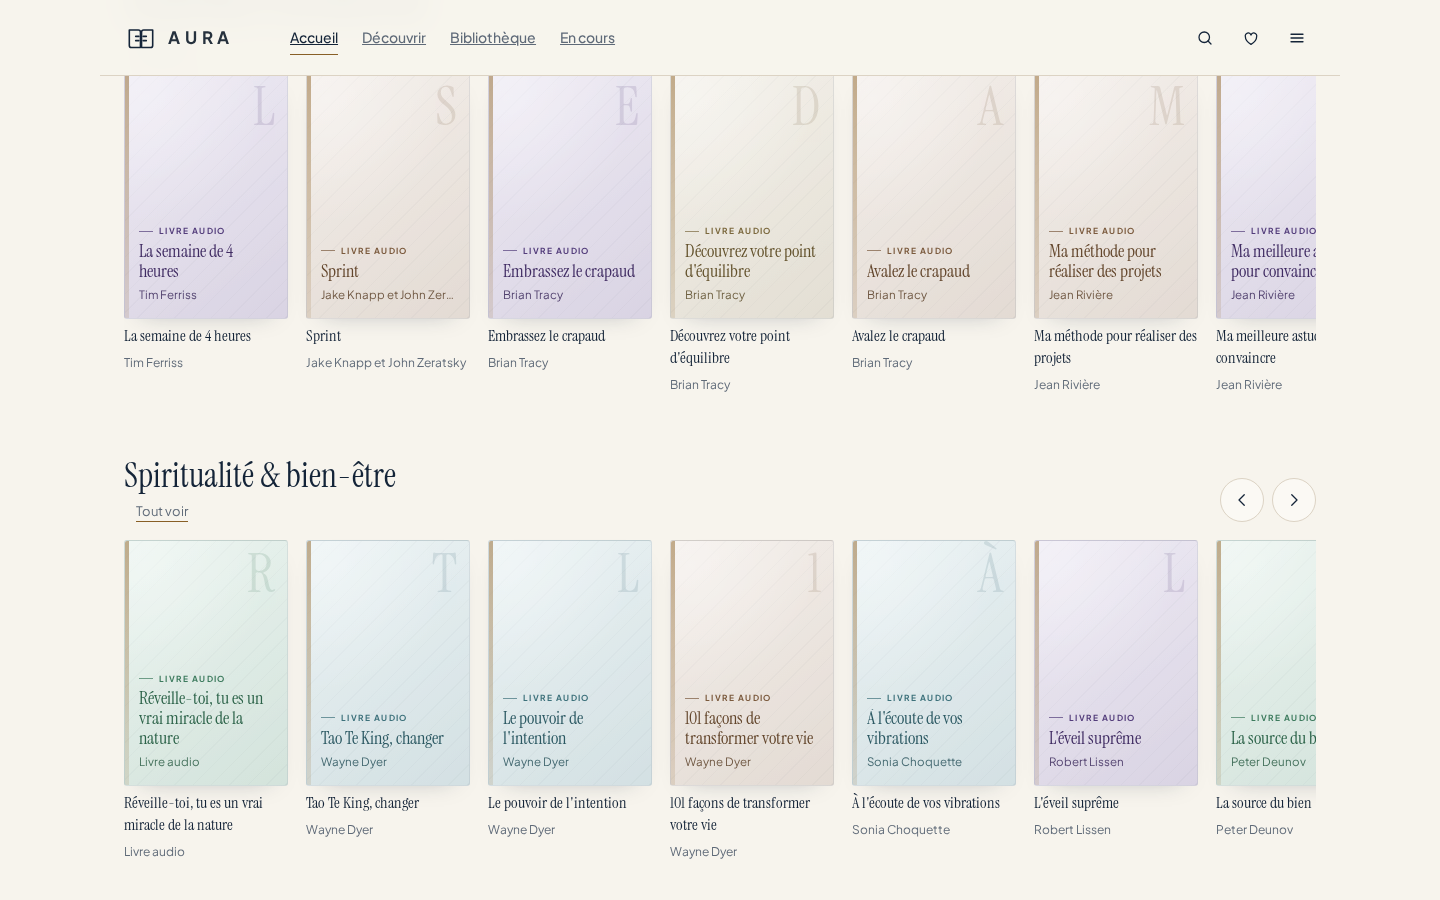 AURA
Accueil
Découvrir
Bibliothèque
En cours
L
LIVRE AUDIO
La semaine de 4
heures
Tim Ferriss
La semaine de 4 heures
Tim Ferriss
S
LIVRE AUDIO
Sprint
Jake Knapp et John Zer...
Sprint
Jake Knapp et John Zeratsky
E
LIVRE AUDIO
Embrassez le crapaud
Brian Tracy
Embrassez le crapaud
Brian Tracy
D
LIVRE AUDIO
Découvrez votre point
d'équilibre
Brian Tracy
Découvrez votre point
d'équilibre
Brian Tracy
A
LIVRE AUDIO
Avalez le crapaud
Brian Tracy
Avalez le crapaud
Brian Tracy
M
LIVRE AUDIO
Ma méthode pour
réaliser des projets
Jean Rivière
Ma méthode pour réaliser des
projets
Jean Rivière
LIVRE AUDIO
Ma meilleure a
pour convainc
Jean Rivière
Ma meilleure astuc
convaincre
Jean Rivière
Spiritualité & bien-être
Tout voir
R
LIVRE AUDIO
Réveille-toi, tu es un
vrai miracle de la
nature
Livre audio
Réveille-toi, tu es un vrai
miracle de la nature
Livre audio
T
LIVRE AUDIO
Tao Te King, changer
Wayne Dyer
Tao Te King, changer
Wayne Dyer
L
LIVRE AUDIO
Le pouvoir de
l'intention
Wayne Dyer
Le pouvoir de l'intention
Wayne Dyer
1
LIVRE AUDIO
101 façons de
transformer votre vie
Wayne Dyer
101 façons de transformer
votre vie
Wayne Dyer
À
LIVRE AUDIO
À l'écoute de vos
vibrations
Sonia Choquette
À l'écoute de vos vibrations
Sonia Choquette
L
LIVRE AUDIO
L'éveil suprême
Robert Lissen
L'éveil suprême
Robert Lissen
LIVRE AUDIO
La source du b
Peter Deunov
La source du bien
Peter Deunov